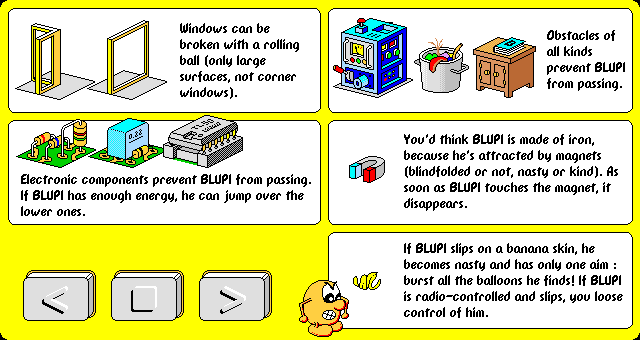 Windows can be
broken with a rolling
ball (only large
surfaces, not corner
windows).
Obstacles of
all kinds
prevent BLUPI
from passing.
0.22
Electronic components prevent BLUPI from passing.
If BLUPI has enough energy, he can jump over the
lower ones.
You'd think BLUPI is made of iron,
because he's attracted by magnets
(blindfolded or not, nasty or kind). As
soon as BLUPI touches the magnet, it
disappears.
If BLUPI slips on a banana skin, he
becomes nasty and has only one aim :
burst all the balloons he finds! If BLUPI
is radio-controlled and slips, you loose
control of him.